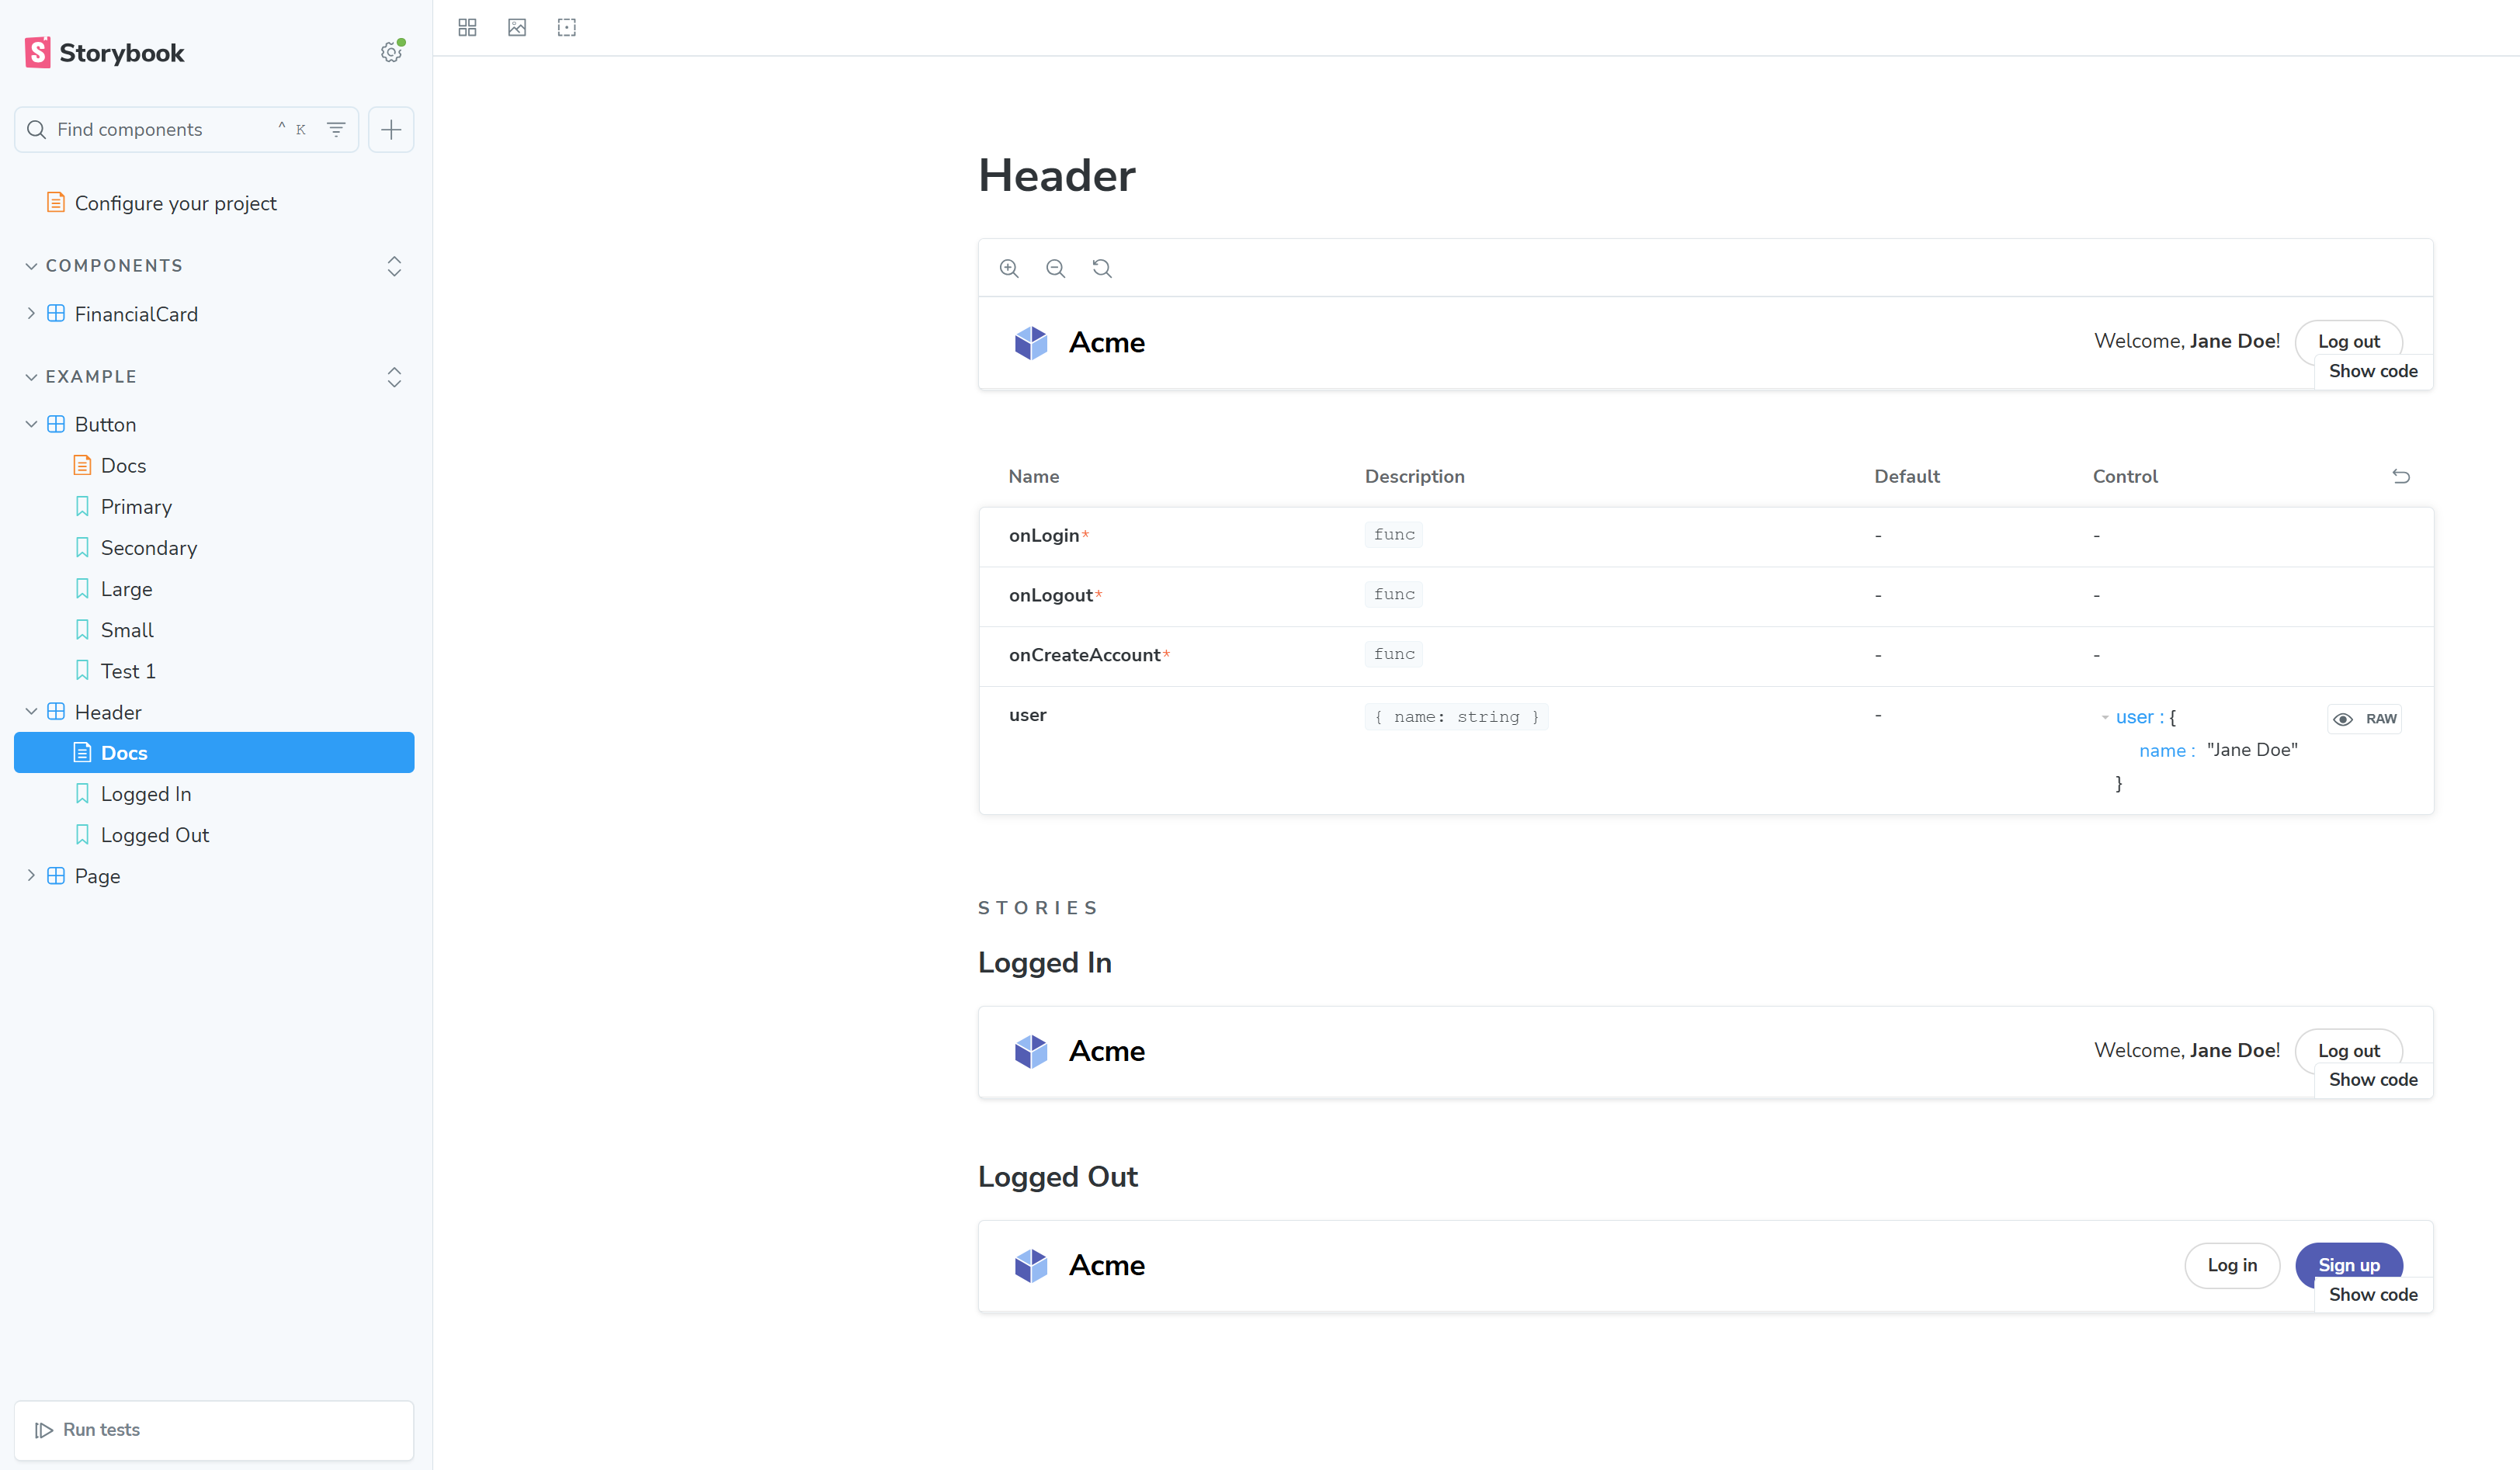 Storybook
Find components ^ K
Configure your project
COMPONENTS
FinancialCard
EXAMPLE
Button
Docs
Primary
Secondary
Large
Small
Test 1
Header
Docs
Logged In
Logged Out
Page
Run tests
Header
Acme
Welcome, Jane Doe! Log out
Show code
Name Description Default Control
onLogin* func - -
onLogout* func - -
onCreateAccount* func - -
user { name: string } - user : { RAW
name : "Jane Doe"
}
STORIES
Logged In
Acme
Welcome, Jane Doe! Log out
Show code
Logged Out
Acme
Log in Sign up
Show code